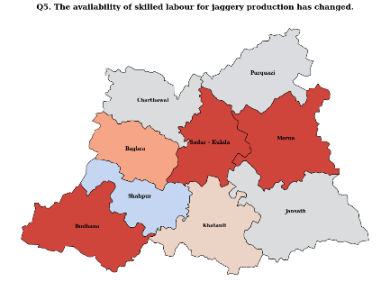 Q5. The availability of skilled labour for jaggery production has changed.
Purquazi
Charthawal
Sadar - Kukda
Morna
Baghra
Shahpur
Jansath
Budhana
Khatauli